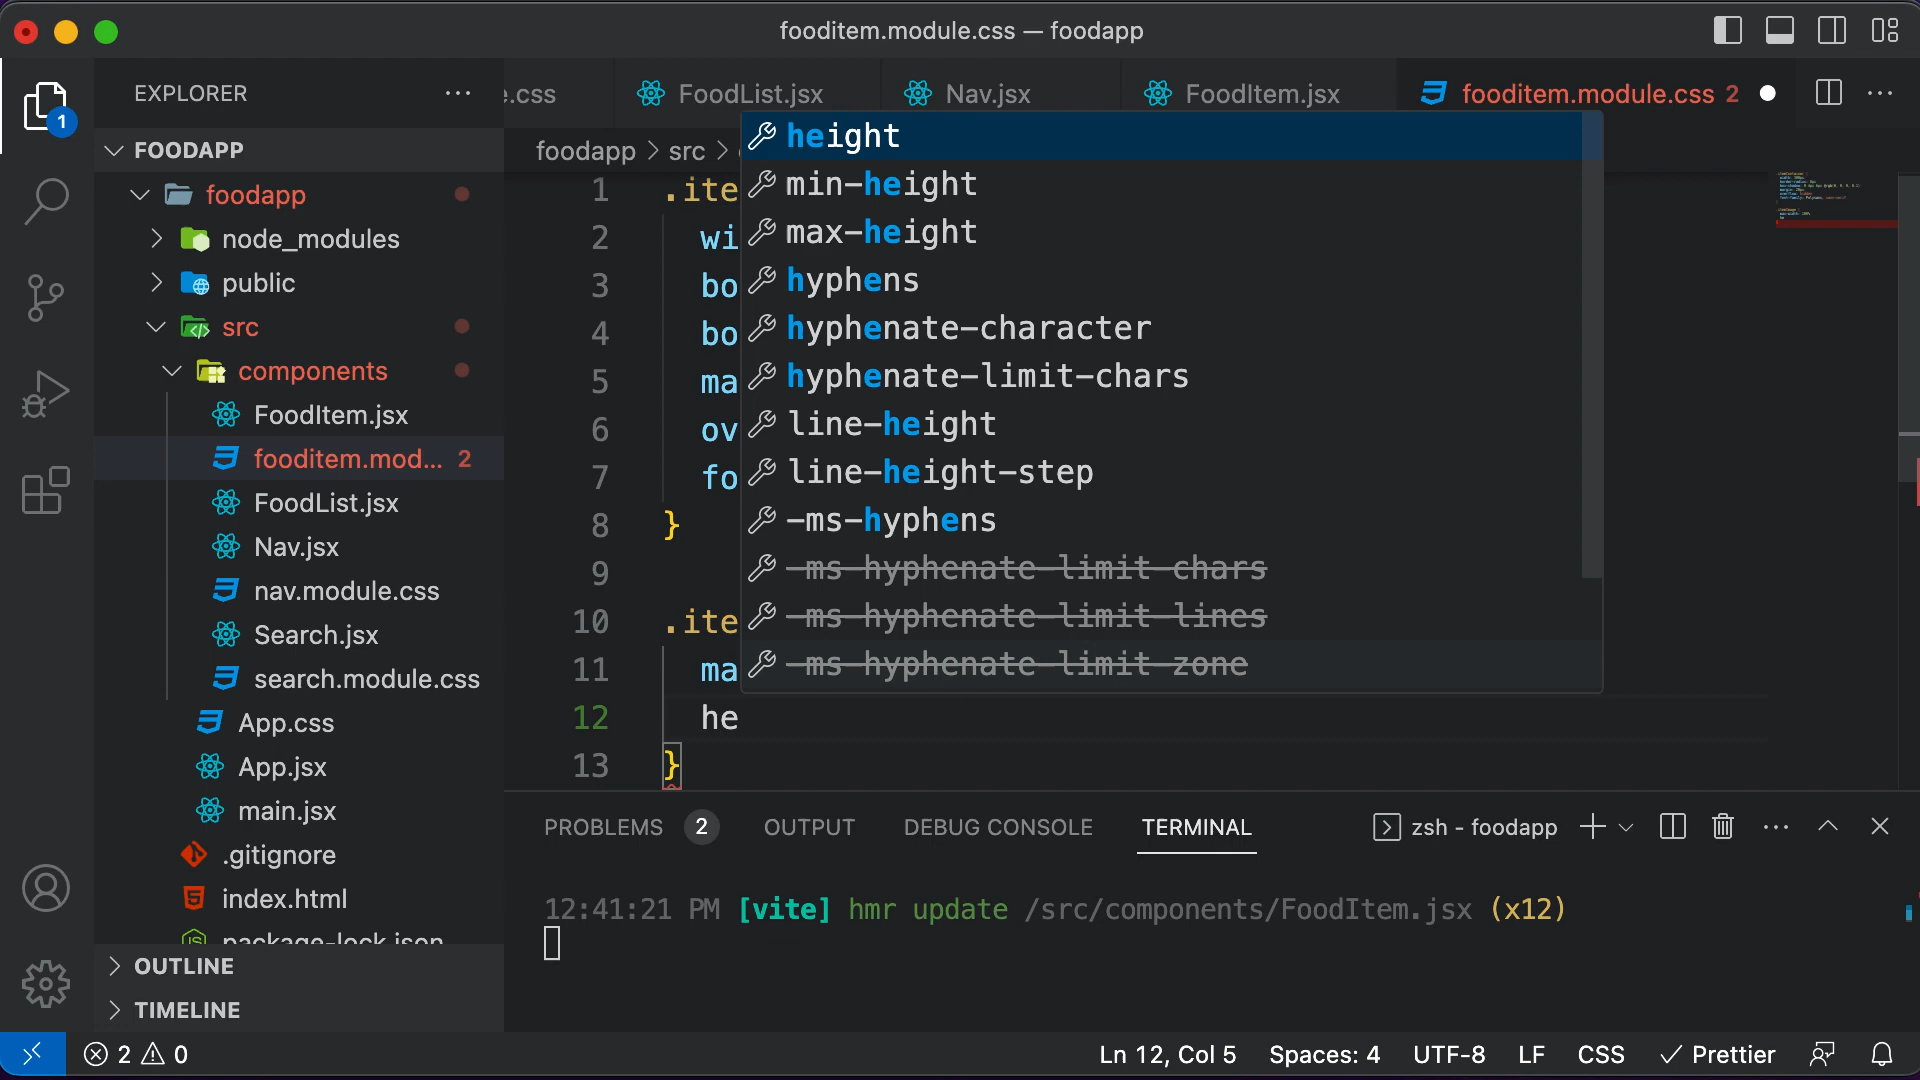 fooditem.module.css — foodapp
1
EXPLORER
FOODAPP
foodapp
node_modules
public
src
components
FoodItem.jsx
fooditem.mod... 2
FoodList.jsx
Nav.jsx
nav.module.css
Search.jsx
search.module.css
App.css
App.jsx
main.jsx
.gitignore
index.html
package-lock.json
OUTLINE
TIMELINE
e.css
FoodList.jsx
Nav.jsx
FoodItem.jsx
fooditem.module.css 2
foodapp > src >
1 .ite
2 wi
3 bo
4 bo
5 ma
6 ov
7 fo
8 }
9
10 .ite
11 ma
12 he
13 }
height
min-height
max-height
hyphens
hyphenate-character
hyphenate-limit-chars
line-height
line-height-step
-ms-hyphens
-ms-hyphenate-limit-chars
-ms-hyphenate-limit-lines
-ms-hyphenate-limit-zone
PROBLEMS 2 OUTPUT DEBUG CONSOLE TERMINAL zsh - foodapp
12:41:21 PM [vite] hmr update /src/components/FoodItem.jsx (x12)
2 0 Ln 12, Col 5 Spaces: 4 UTF-8 LF CSS Prettier